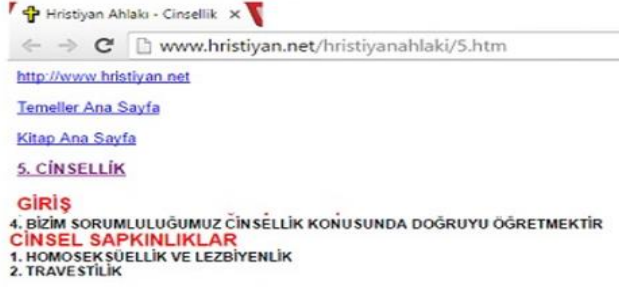 Hristiyan Ahlakı - Cinsellik
www.hristiyan.net/hristiyanahlaki/5.htm
http://www.hristiyan.net
Temeller Ana Sayfa
Kitap Ana Sayfa
5. CİNSELLİK
GİRİŞ
4. BİZİM SORUMLULUĞUMUZ CİNSELLİK KONUSUNDA DOĞRUYU ÖĞRETMEKTİR
CİNSEL SAPKINLIKLAR
1. HOMOSEKSÜELLİK VE LEZBİYENLİK
2. TRAVESTİLİK